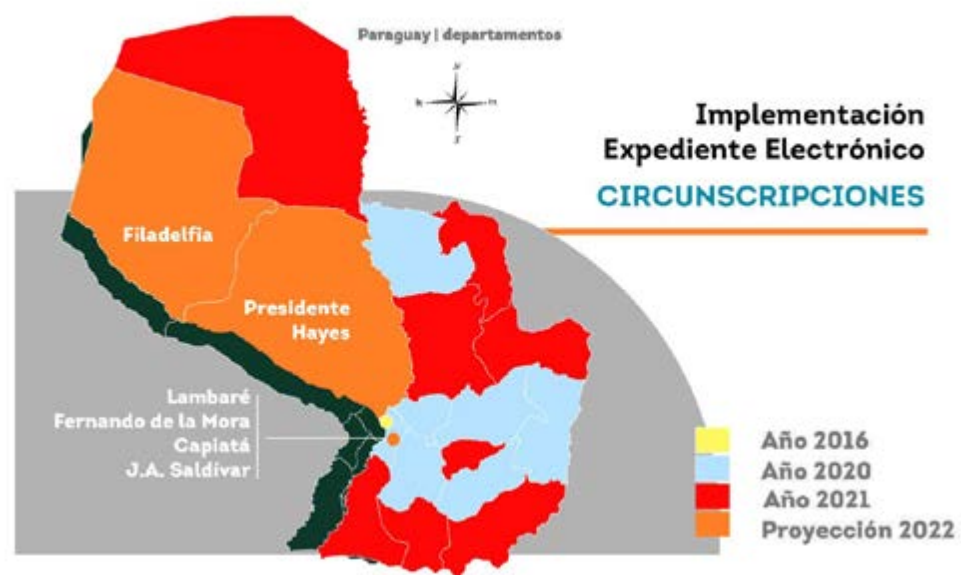 Paraguay | departamentos
Implementación
Expediente Electrónico
CIRCUNSCRIPCIONES
Filadelfia
Presidente
Hayes
Lambaré
Fernando de la Mora
Capiatá
J.A. Saldívar
Año 2016
Año 2020
Año 2021
Proyección 2022